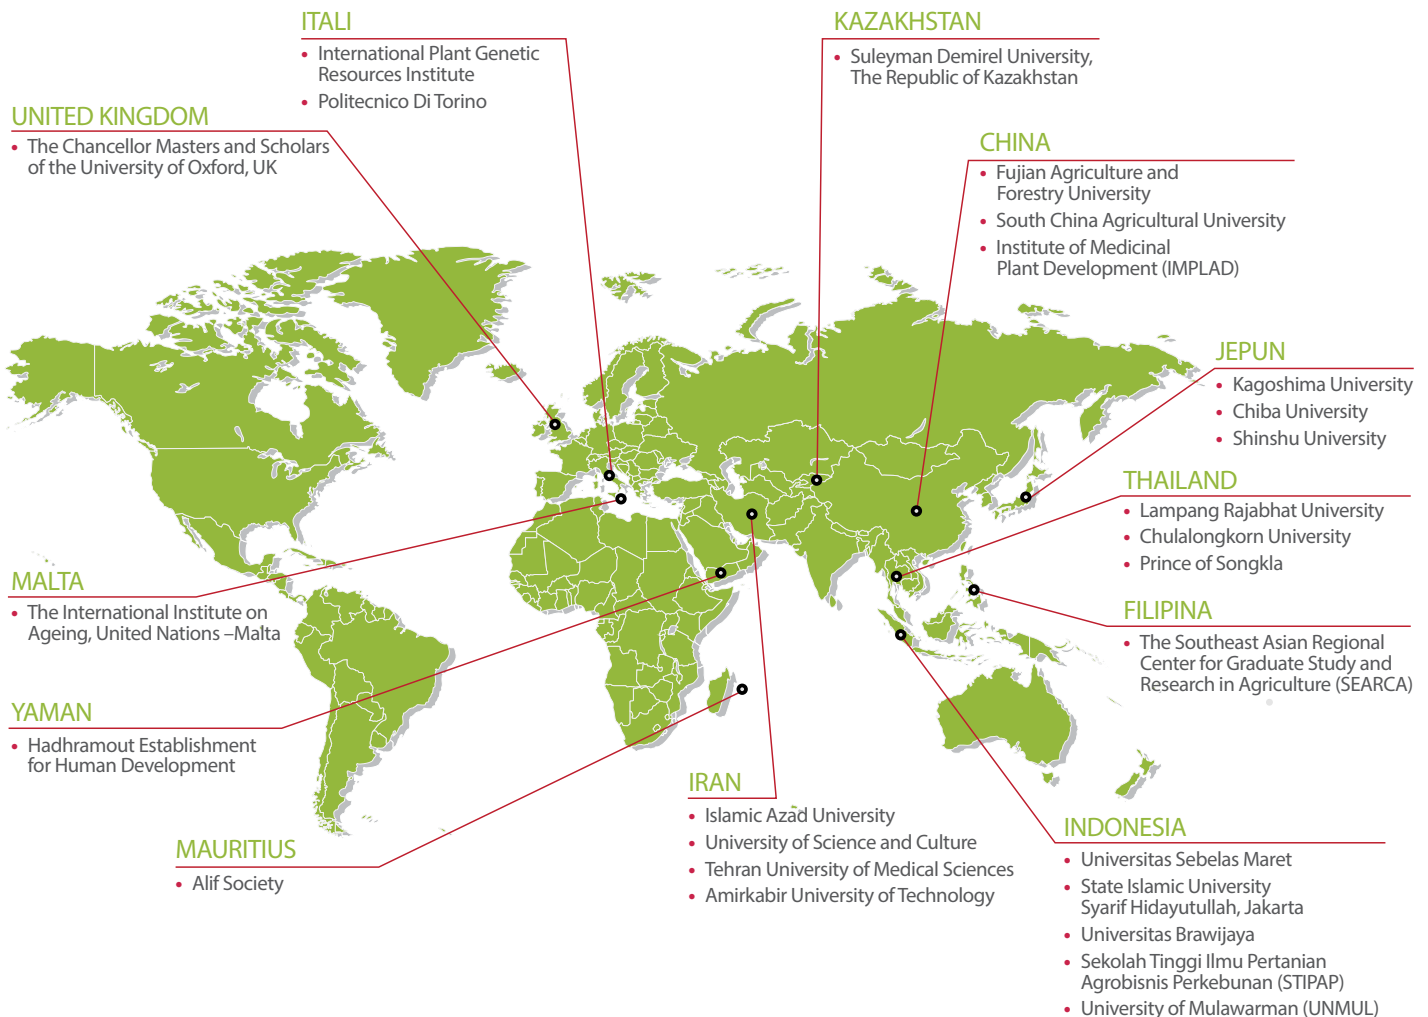 ITALI
• International Plant Genetic
Resources Institute
• Politecnico Di Torino
KAZAKHSTAN
• Suleyman Demirel University,
The Republic of Kazakhstan
UNITED KINGDOM
• The Chancellor Masters and Scholars
of the University of Oxford, UK
CHINA
• Fujian Agriculture and
Forestry University
• South China Agricultural University
• Institute of Medicinal
Plant Development (IMPLAD)
JEPUN
• Kagoshima University
• Chiba University
• Shinshu University
THAILAND
• Lampang Rajabhat University
• Chulalongkorn University
• Prince of Songkla
MALTA
• The International Institute on
Ageing, United Nations –Malta
FILIPINA
• The Southeast Asian Regional
Center for Graduate Study and
Research in Agriculture (SEARCA)
YAMAN
• Hadhramout Establishment
for Human Development
IRAN
• Islamic Azad University
• University of Science and Culture
• Tehran University of Medical Sciences
• Amirkabir University of Technology
MAURITIUS
• Alif Society
INDONESIA
• Universitas Sebelas Maret
• State Islamic University
Syarif Hidayutullah, Jakarta
• Universitas Brawijaya
• Sekolah Tinggi Ilmu Pertanian
Agrobisnis Perkebunan (STIPAP)
• University of Mulawarman (UNMUL)